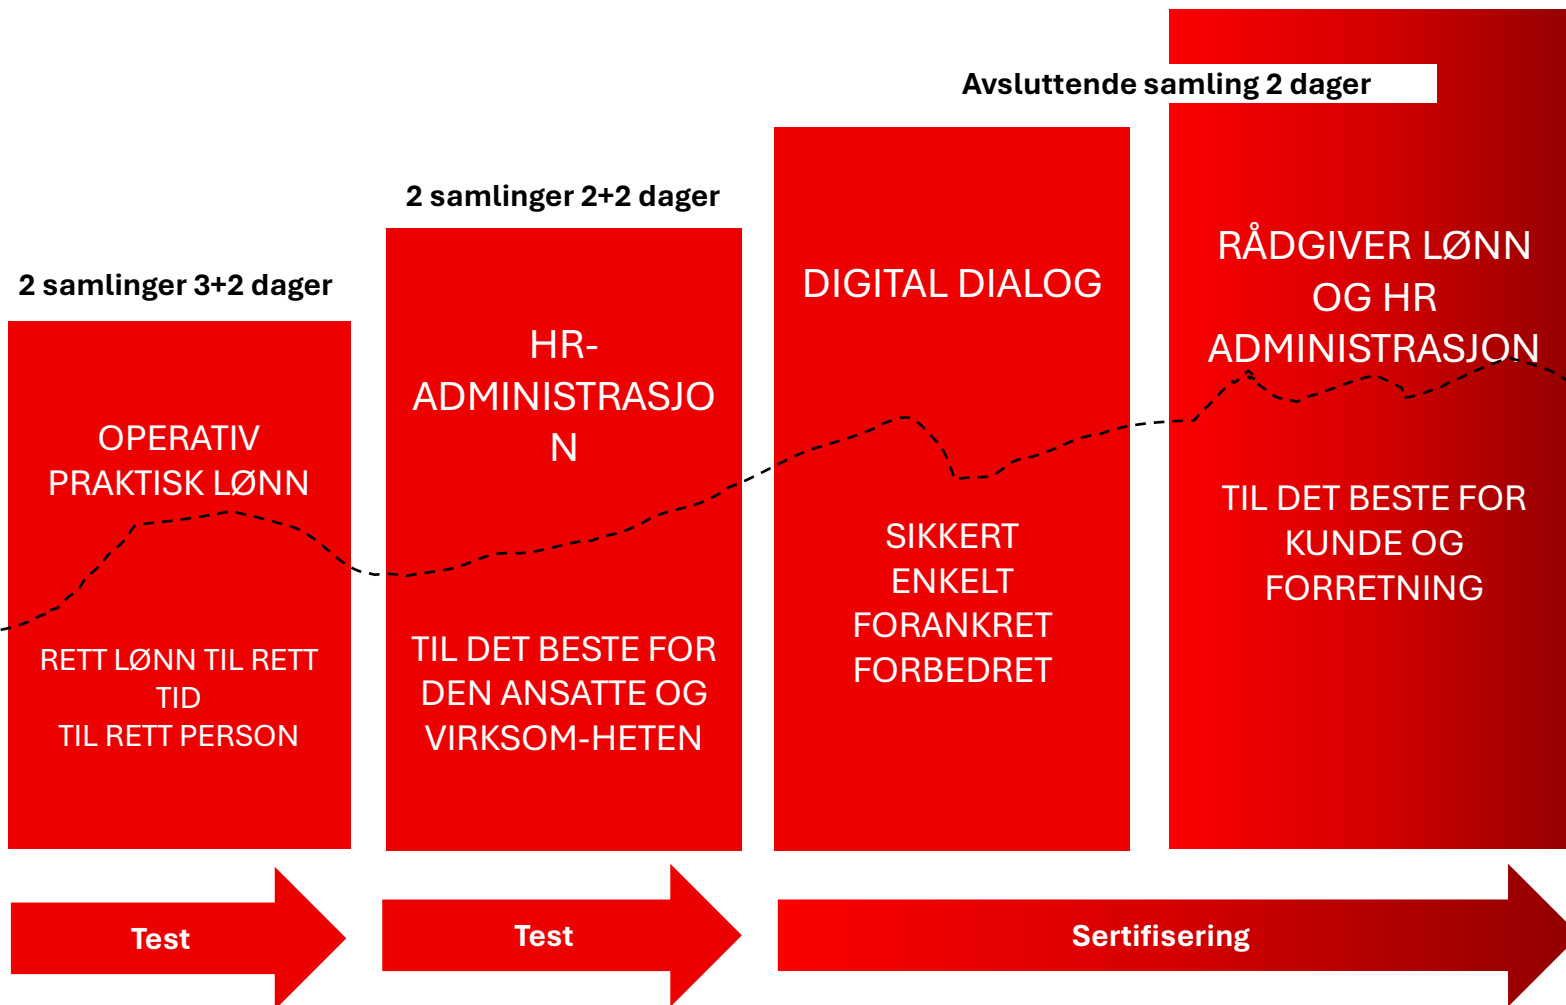 2 samlinger 3+2 dager
OPERATIV
PRAKTISK LØNN
RETT LØNN TIL RETT
TID
TIL RETT PERSON
Test
2 samlinger 2+2 dager
HR-
ADMINISTRASJO
N
TIL DET BESTE FOR
DEN ANSATTE OG
VIRKSOM-HETEN
Test
Avsluttende samling 2 dager
DIGITAL DIALOG
SIKKERT
ENKELT
FORANKRET
FORBEDRET
RÅDGIVER LØNN
OG HR
ADMINISTRASJON
TIL DET BESTE FOR
KUNDE OG
FORRETNING
Sertifisering